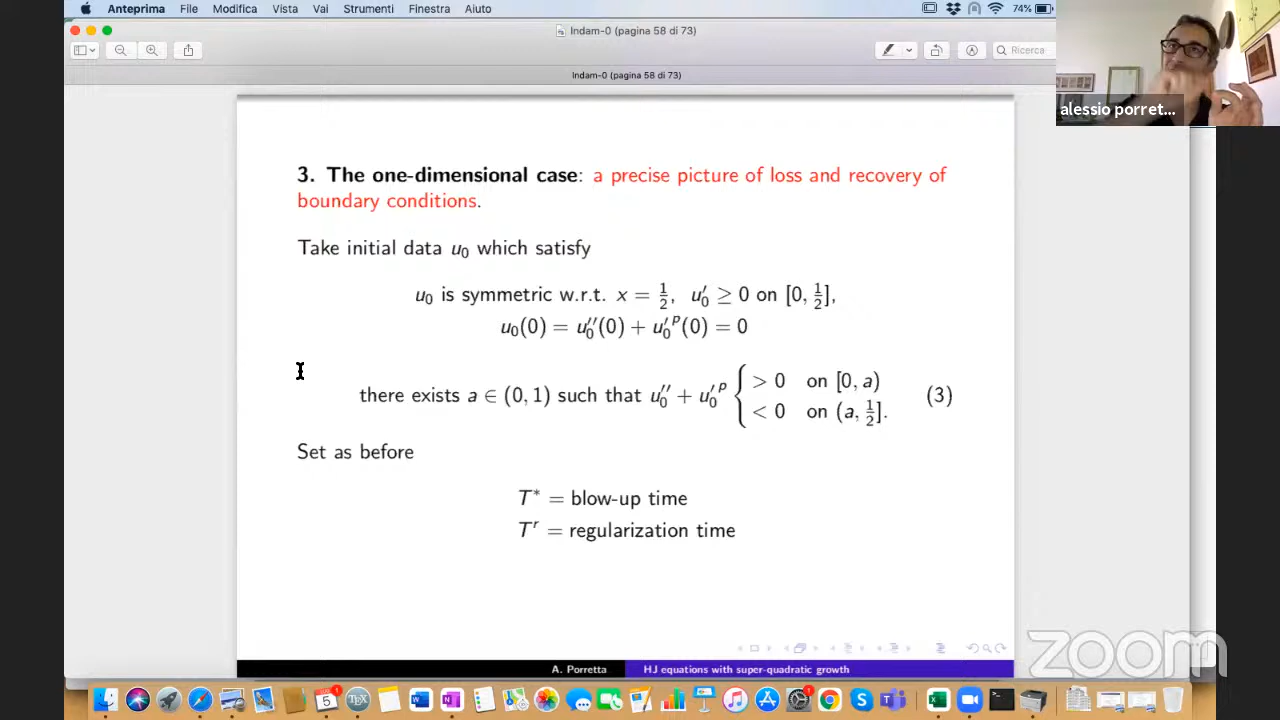 Anteprima File Modifica Vista Vai Strumenti Finestra Aiuto 74%
Indam-0 (pagina 58 di 73)
Ricerca
Indam-0 (pagina 58 di 73)
alessio porret...
3. The one-dimensional case: a precise picture of loss and recovery of
boundary conditions.
Take initial data u₀ which satisfy
u₀ is symmetric w.r.t. x = ½, u₀′ ≥ 0 on [0, ½],
u₀(0) = u₀′′(0) + u₀′ᵖ(0) = 0
there exists a ∈ (0, 1) such that u₀′′ + u₀′ᵖ { > 0 on [0, a) (3)
< 0 on (a, ½].
Set as before
T* = blow-up time
Tʳ = regularization time
A. Porretta HJ equations with super-quadratic growth
zoom
5